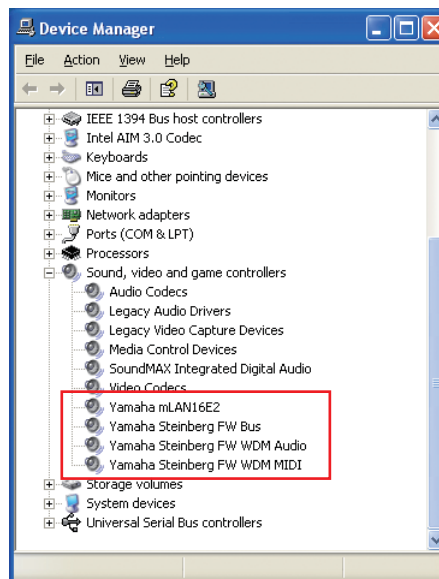 Device Manager
File Action View Help
IEEE 1394 Bus host controllers
Intel AIM 3.0 Codec
Keyboards
Mice and other pointing devices
Monitors
Network adapters
Ports (COM & LPT)
Processors
Sound, video and game controllers
Audio Codecs
Legacy Audio Drivers
Legacy Video Capture Devices
Media Control Devices
SoundMAX Integrated Digital Audio
Video Codecs
Yamaha mLAN16E2
Yamaha Steinberg FW Bus
Yamaha Steinberg FW WDM Audio
Yamaha Steinberg FW WDM MIDI
Storage volumes
System devices
Universal Serial Bus controllers